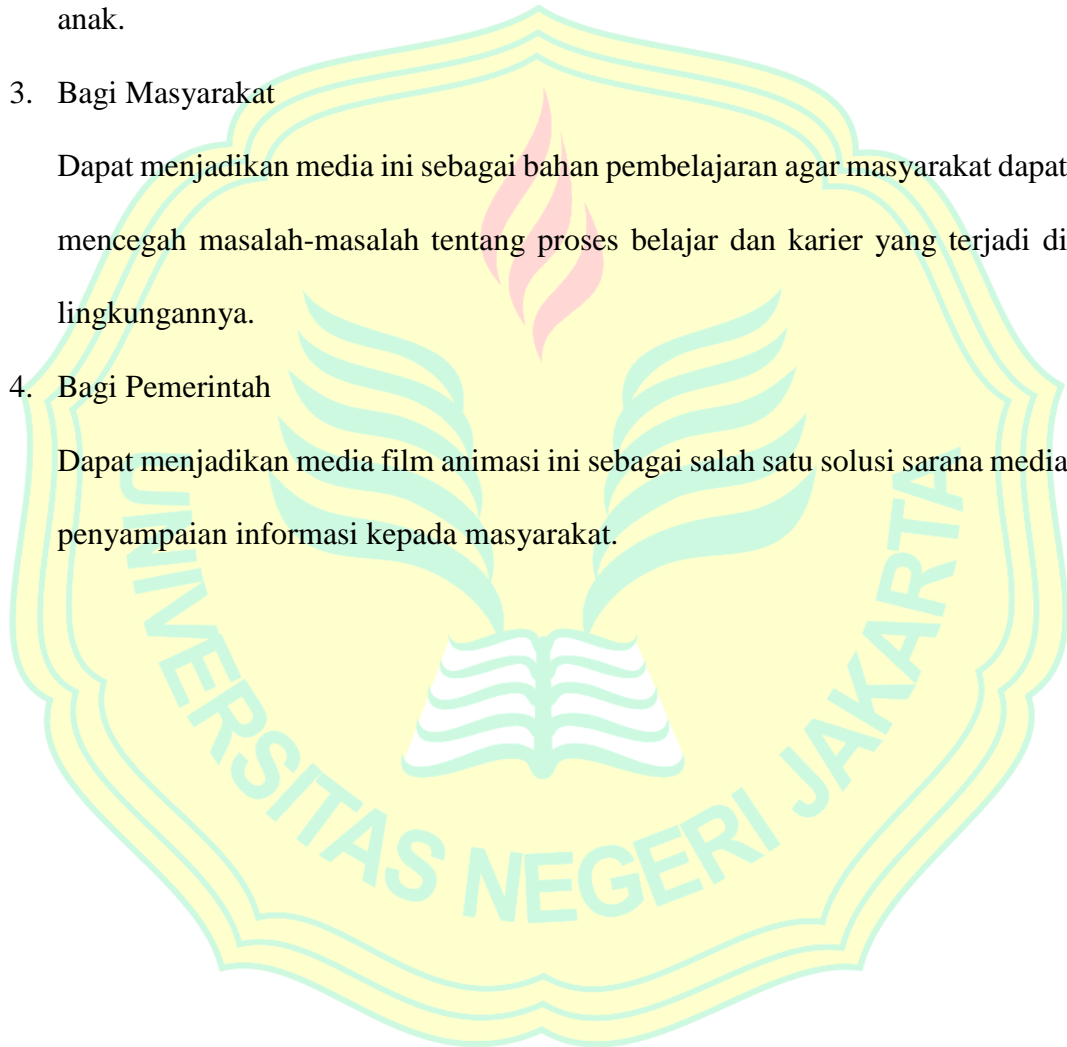 anak.
3. Bagi Masyarakat
Dapat menjadikan media ini sebagai bahan pembelajaran agar masyarakat dapat
mencegah masalah-masalah tentang proses belajar dan karier yang terjadi di
lingkungannya.
4. Bagi Pemerintah
Dapat menjadikan media film animasi ini sebagai salah satu solusi sarana media
penyampaian informasi kepada masyarakat.
UNIVERSITAS NEGERI JAKARTA